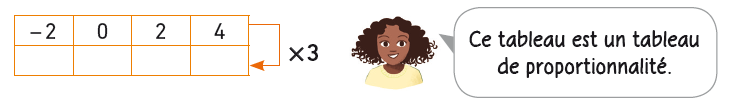 −2 0 2 4
×3
Ce tableau est un tableau
de proportionnalité.